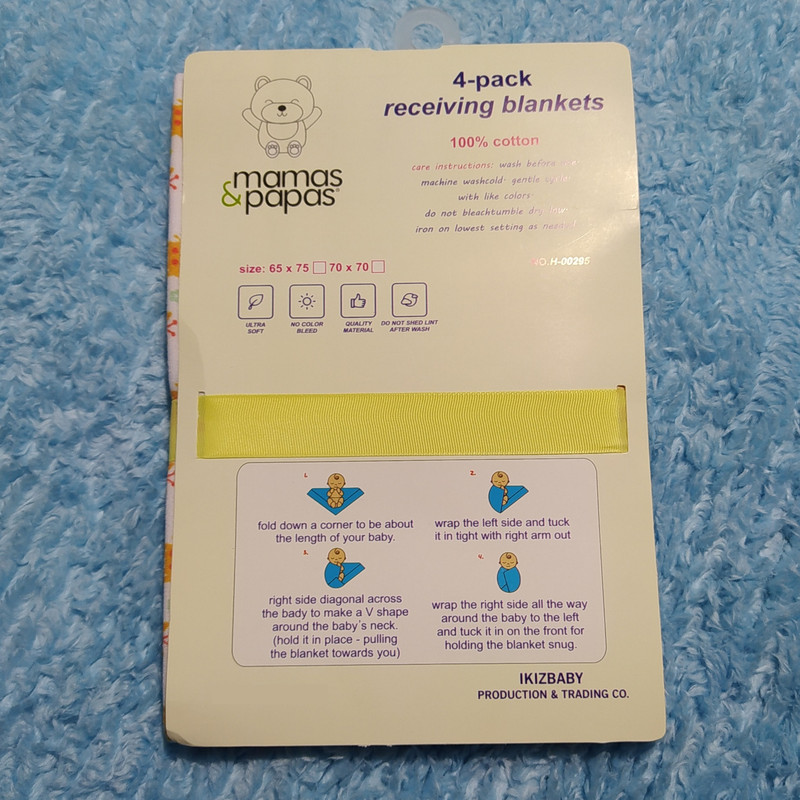 4-pack
receiving blankets
mamas
&papas®
100% cotton
care instructions: wash before
machine washcold- gentle cycle
with like colors
do not bleachtumble dry
iron on lowest setting as needed
size: 65 x 75 70 x 70
NO.H-00295
ULTRA
SOFT
NO COLOR
BLEED
QUALITY
MATERIAL
DO NOT SHED LINT
AFTER WASH
1.
fold down a corner to be about
the length of your baby.
2.
wrap the left side and tuck
it in tight with right arm out
3.
right side diagonal across
the bady to make a V shape
around the baby's neck.
(hold it in place - pulling
the blanket towards you)
4.
wrap the right side all the way
around the baby to the left
and tuck it in on the front for
holding the blanket snug.
IKIZBABY
PRODUCTION & TRADING CO.